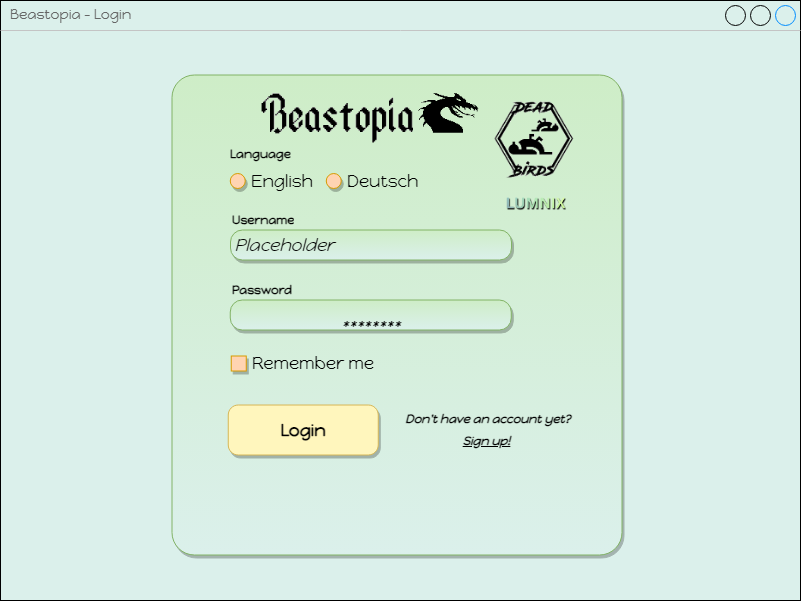 Beastopia - Login
Beastopia
DEAD
BIRDS
LUMNIX
Language
English Deutsch
Username
Placeholder
Password
********
Remember me
Login
Don't have an account yet?
Sign up!